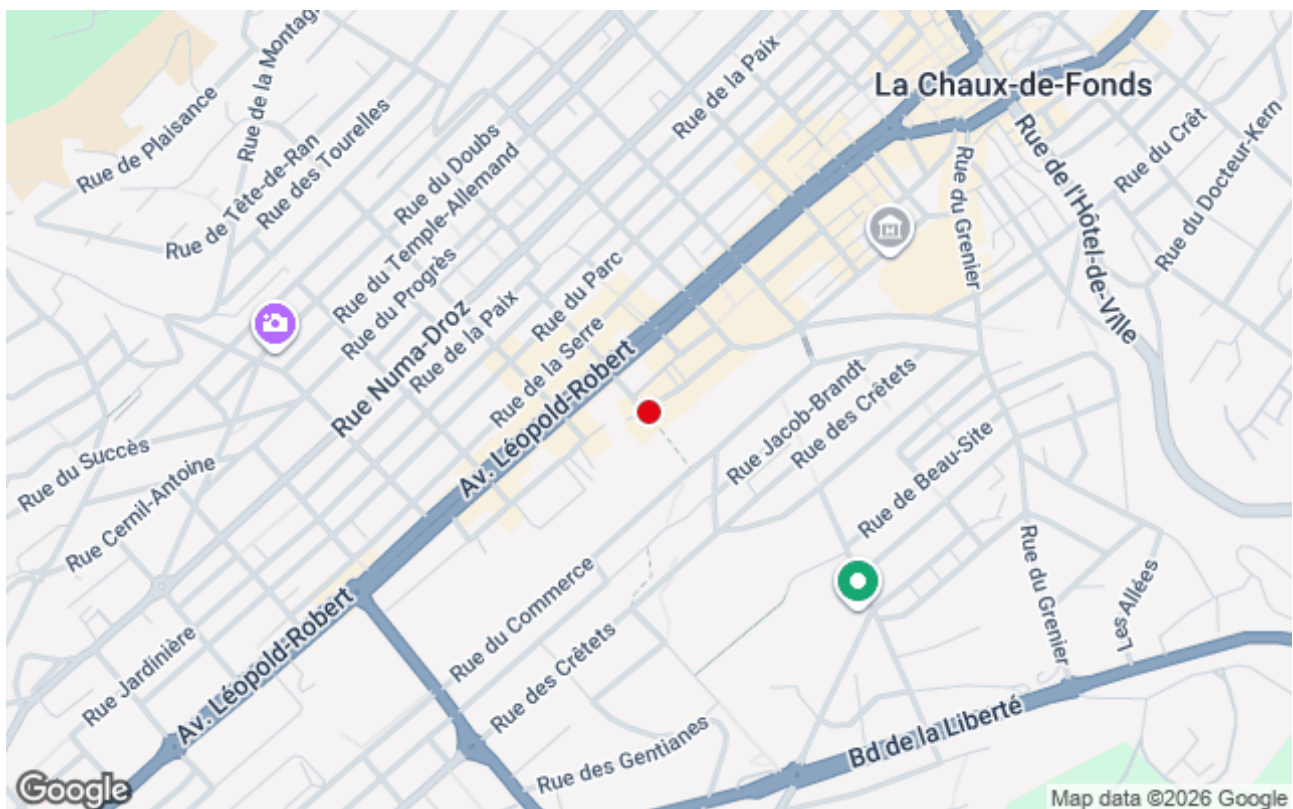 Rue de la Montag
Rue de Plaisance
Rue de Tête-de-Ran
Rue des Tourelles
Rue du Doubs
Rue du Temple-Allemand
Rue du Progrès
Rue Numa-Droz
Rue de la Paix
Rue de la Paix
Rue du Parc
Rue de la Serre
La Chaux-de-Fonds
Rue du Crêt
Rue du Docteur-Kern
Rue de l'Hôtel-de-Ville
Rue du Grenier
Av. Léopold-Robert
Rue Jacob-Brandt
Rue des Crêtets
Rue de Beau-Site
Rue du Succès
Rue Cernil-Antoine
Rue Jardinière
Av. Léopold-Robert
Rue du Commerce
Rue des Crêtets
Rue des Gentianes
Rue du Grenier
Les Allées
Bd de la Liberté
Google
Map data ©2026 Google